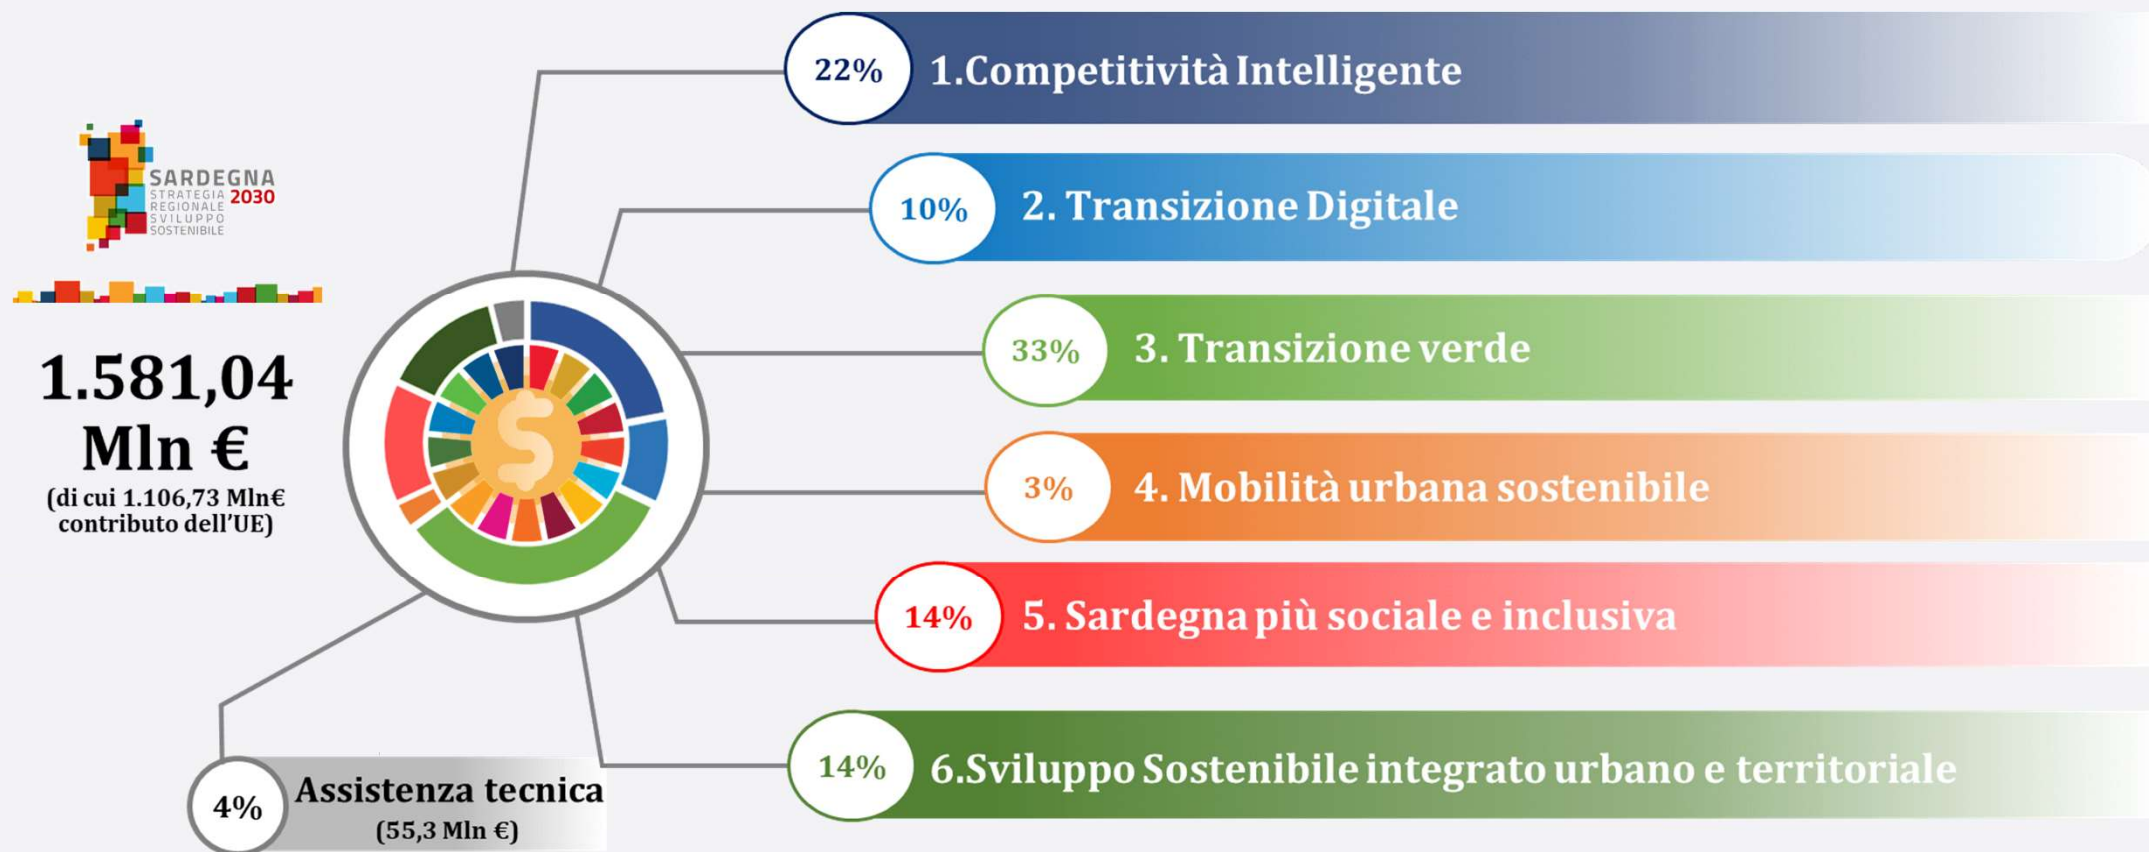 SARDEGNA
STRATEGIA 2030
REGIONALE
SVILUPPO
SOSTENIBILE
1.581,04
Mln €
(di cui 1.106,73 Mln€
contributo dell'UE)
22% 1.Competitività Intelligente
10% 2. Transizione Digitale
33% 3. Transizione verde
3% 4. Mobilità urbana sostenibile
14% 5. Sardegna più sociale e inclusiva
14% 6.Sviluppo Sostenibile integrato urbano e territoriale
4% Assistenza tecnica
(55,3 Mln €)
$